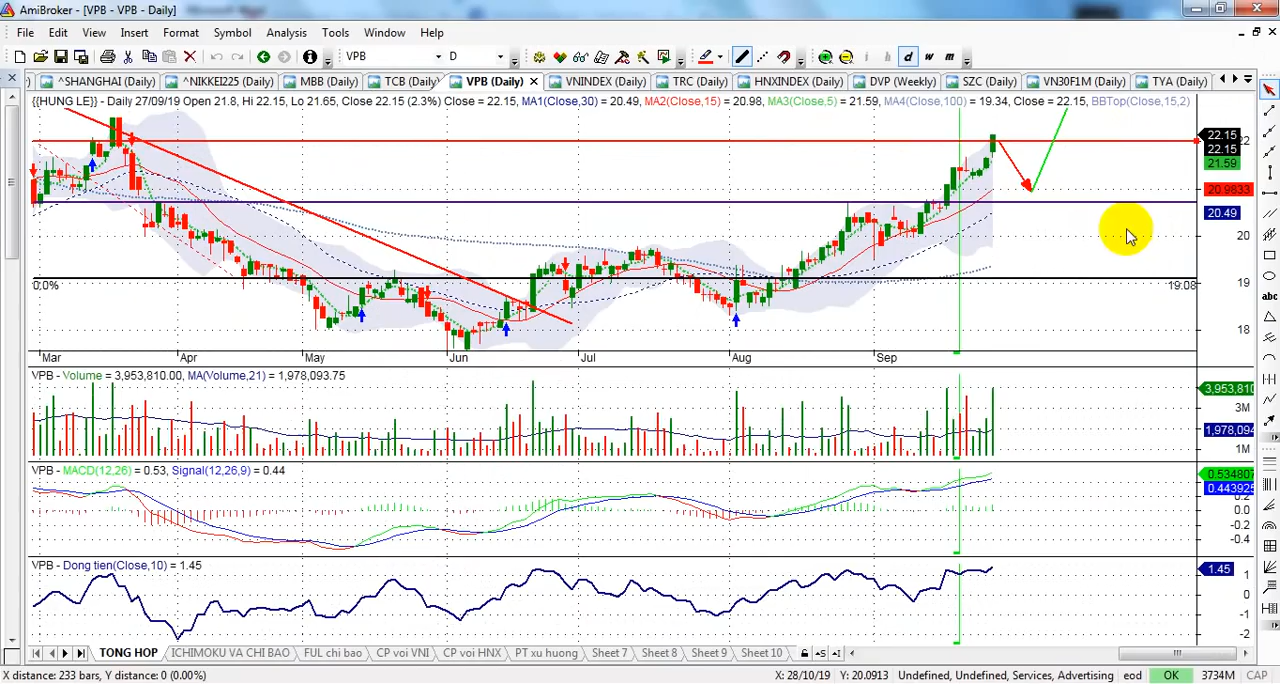 AmiBroker - [VPB - VPB - Daily]
File Edit View Insert Format Symbol Analysis Tools Window Help
VPB D i h d w m
^SHANGHAI (Daily) ^NIKKEI225 (Daily) MBB (Daily) TCB (Daily) VPB (Daily) VNINDEX (Daily) TRC (Daily) HNXINDEX (Daily) DVP (Weekly) SZC (Daily) VN30F1M (Daily) TYA (Daily)
{{HUNG LE}} - Daily 27/09/19 Open 21.8, Hi 22.15, Lo 21.65, Close 22.15 (2.3%) Close = 22.15, MA1(Close,30) = 20.49, MA2(Close,15) = 20.98, MA3(Close,5) = 21.59, MA4(Close,100) = 19.34, Close = 22.15, BBTop(Close,15,2)
22.15
22
22.15
21.59
20.9833
20.49
20
0.0%
19.08
19
18
Mar Apr May Jun Jul Aug Sep
VPB - Volume = 3,953,810.00, MA(Volume,21) = 1,978,093.75
3,953,810
3M
1,978,094
1M
VPB - MACD(12,26) = 0.53, Signal(12,26,9) = 0.44
0.534807
0.443925
0.2
0.0
-0.2
-0.4
VPB - Dong tien(Close,10) = 1.45
1.45
1
0
-1
-2
TONG HOP ICHIMOKU VA CHI BAO FUL chi bao CP voi VNI CP voi HNX PT xu huong Sheet 7 Sheet 8 Sheet 9 Sheet 10
X distance: 233 bars, Y distance: 0 (0.00%) X: 28/10/19 Y: 20.0913 Undefined, Undefined, Services, Advertising eod OK 3734M CAP
abc